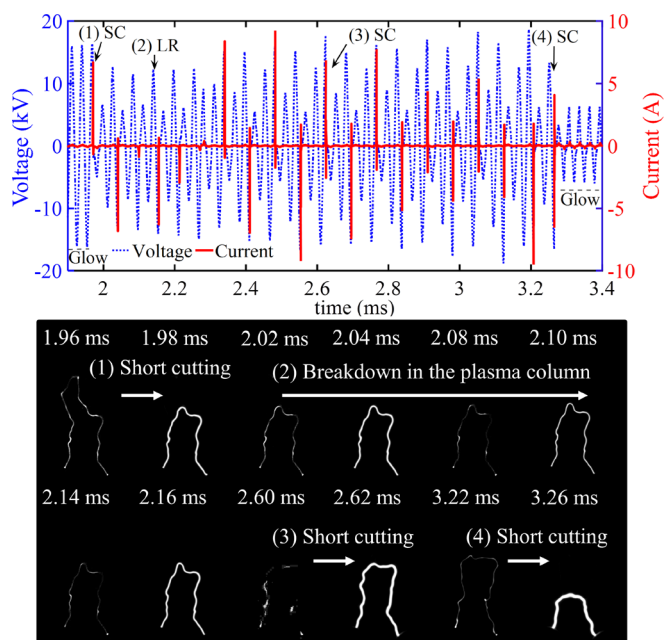 20
10
0
-10
-20
Voltage (kV)
(1) SC
(2) LR
(3) SC
(4) SC
Glow
Voltage
Current
Glow
10
5
0
-5
-10
Current (A)
2 2.2 2.4 2.6 2.8 3 3.2 3.4
time (ms)
1.96 ms 1.98 ms 2.02 ms 2.04 ms 2.08 ms 2.10 ms
(1) Short cutting (2) Breakdown in the plasma column
2.14 ms 2.16 ms 2.60 ms 2.62 ms 3.22 ms 3.26 ms
(3) Short cutting (4) Short cutting